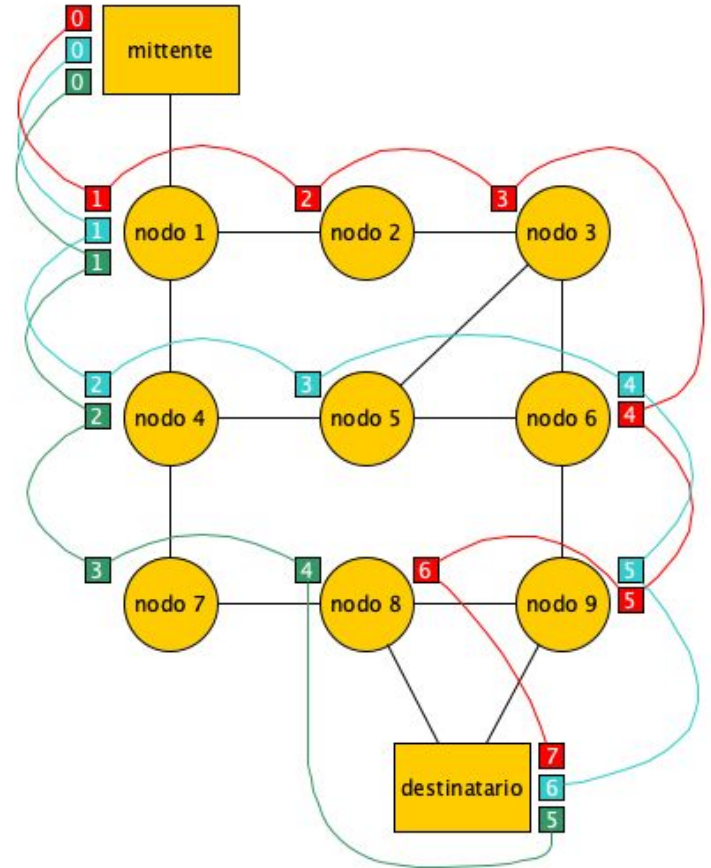 0
mittente
0
0
1
2
3
1
nodo 1
nodo 2
nodo 3
1
2
3
4
2
nodo 4
nodo 5
nodo 6
4
3
4
6
5
nodo 7
nodo 8
nodo 9
5
7
destinatario
6
5